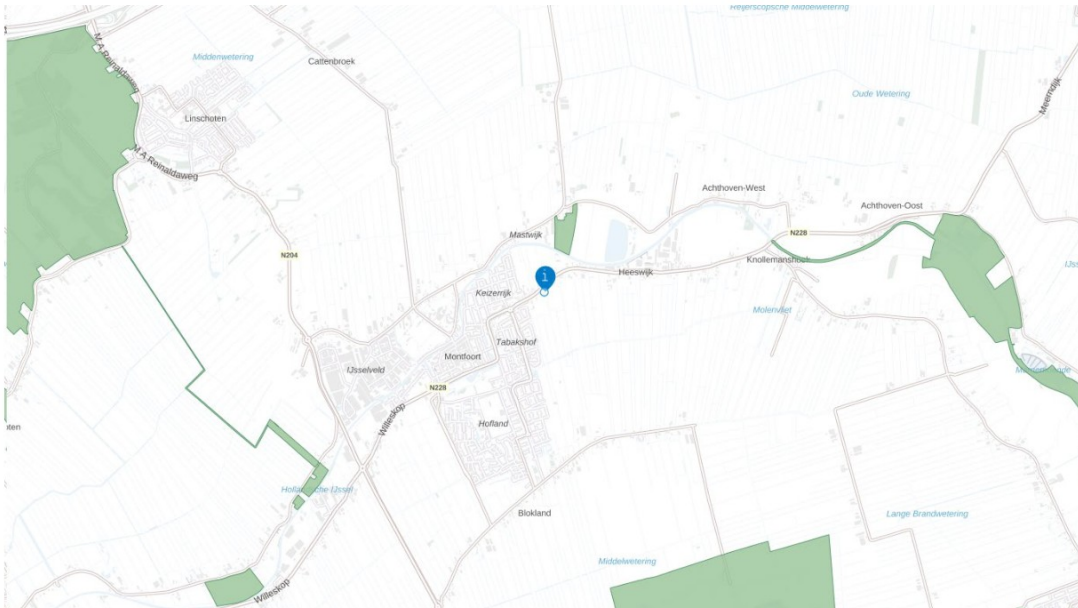 Reijerscopsche Middelwetering
M.A Reinaldaweg
Middenwetering
Cattenbroek
Oude Wetering
Meerndijk
Linschoten
M.A Reinaldaweg
Achthoven-West
Achthoven-Oost
Mastwijk
N228
N204
Knollemanshoek
Heeswijk
i
Keizerrijk
Molenvliet
Tabakshof
Montfoort
IJsselveld
N228
Willeskop
Hofland
Hollandsche IJssel
Blokland
Lange Brandwetering
Middelwetering
Willeskop